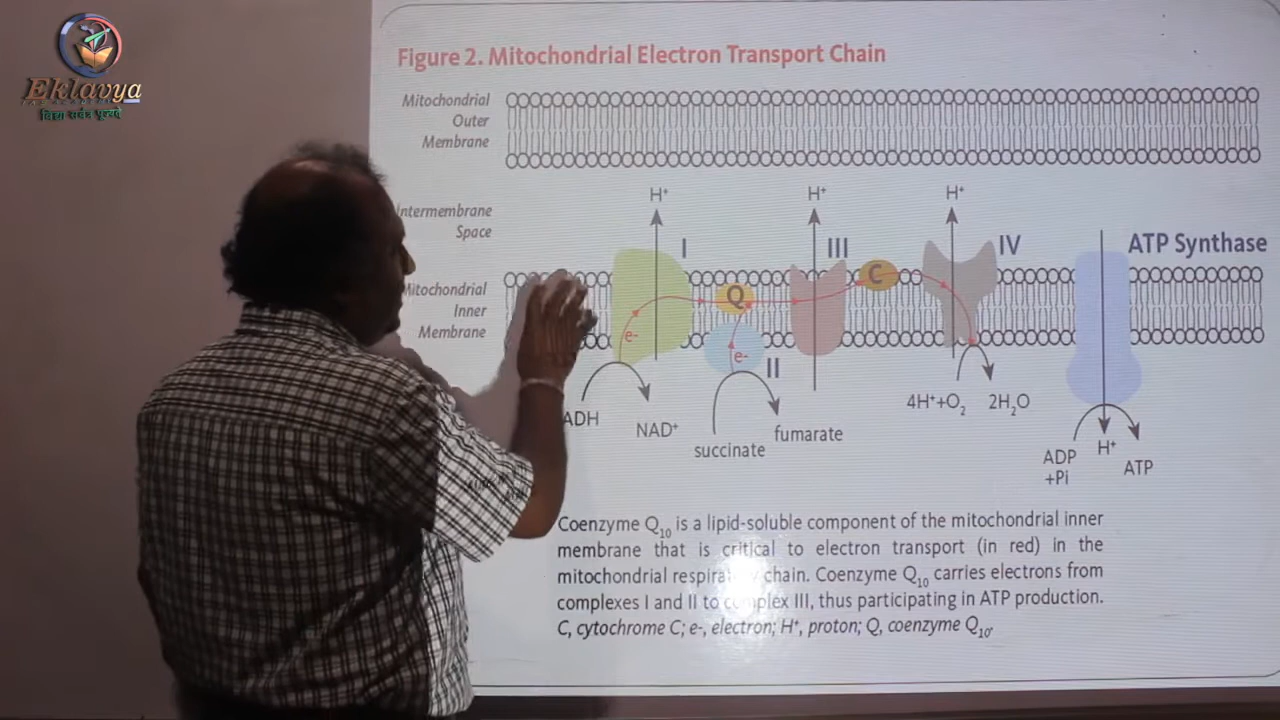 Eklavya
विद्या सर्वत्र पूज्यते
Figure 2. Mitochondrial Electron Transport Chain
Mitochondrial
Outer
Membrane
H⁺
H⁺
H⁺
Intermembrane
Space
I
III
IV
ATP Synthase
Mitochondrial
Inner
Membrane
Q
C
e-
e-
II
ADH
NAD⁺
succinate
fumarate
4H⁺+O₂
2H₂O
ADP
+Pi
H⁺
ATP
Coenzyme Q₁₀ is a lipid-soluble component of the mitochondrial inner
membrane that is critical to electron transport (in red) in the
mitochondrial respiratory chain. Coenzyme Q₁₀ carries electrons from
complexes I and II to complex III, thus participating in ATP production.
C, cytochrome C; e-, electron; H⁺, proton; Q, coenzyme Q₁₀.